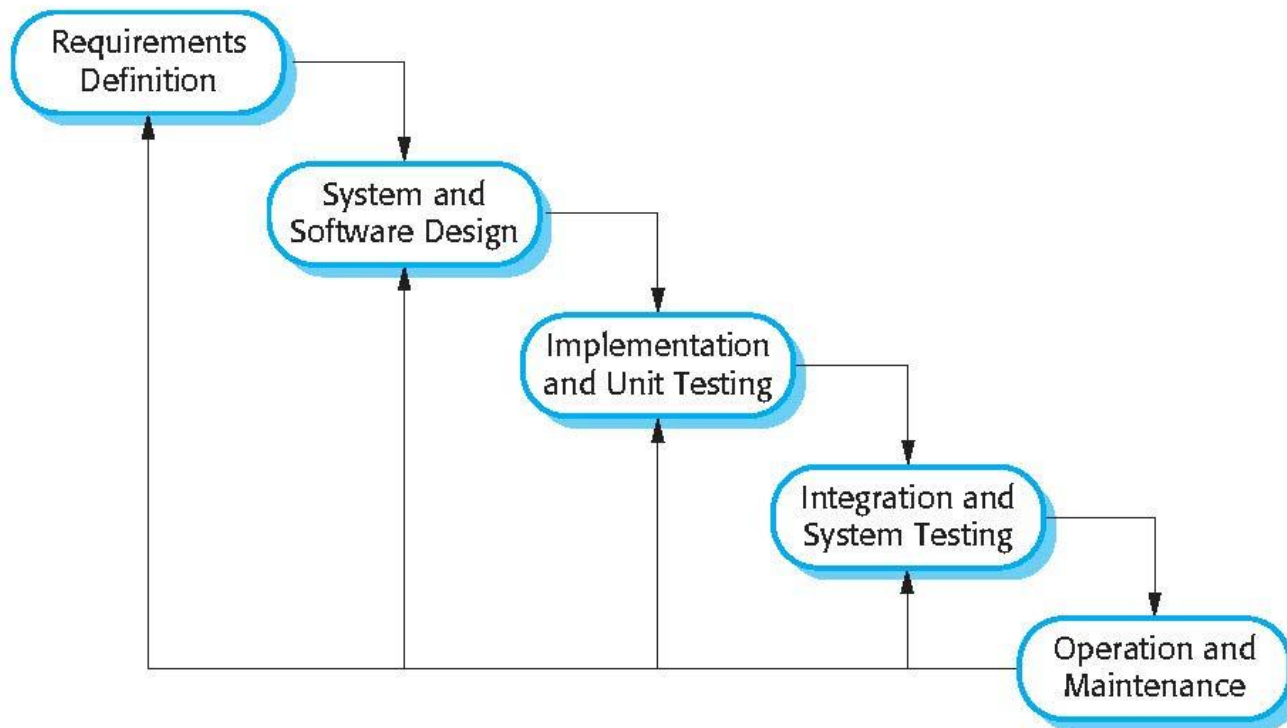 Requirements
Definition
System and
Software Design
Implementation
and Unit Testing
Integration and
System Testing
Operation and
Maintenance